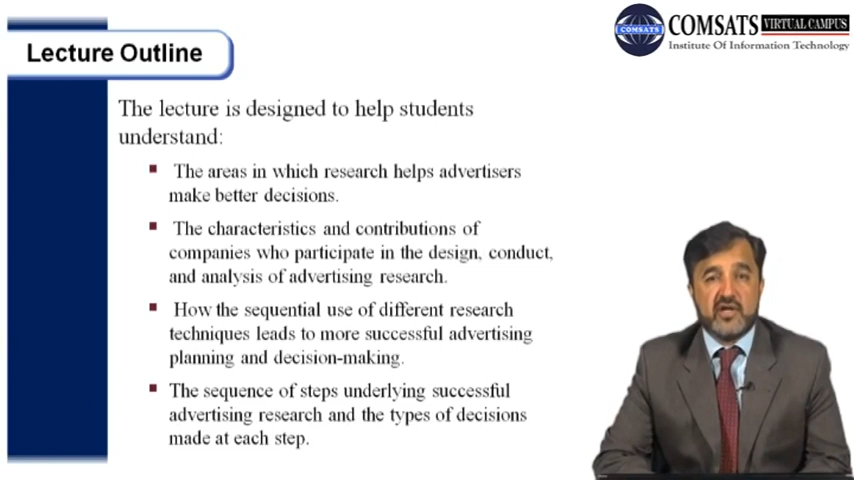 COMSATS VIRTUAL CAMPUS
COMSATS
Institute Of Information Technology
Lecture Outline
The lecture is designed to help students
understand:
The areas in which research helps advertisers
make better decisions.
The characteristics and contributions of
companies who participate in the design, conduct,
and analysis of advertising research.
How the sequential use of different research
techniques leads to more successful advertising
planning and decision-making.
The sequence of steps underlying successful
advertising research and the types of decisions
made at each step.